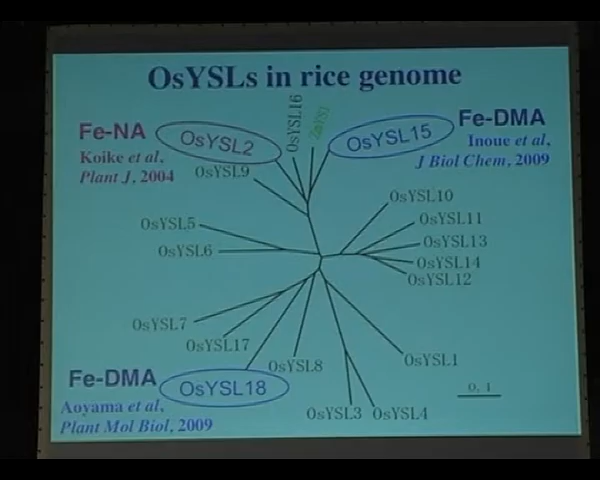 OsYSLs in rice genome
Fe-NA
Koike et al,
Plant J, 2004
OsYSL2
OsYSL16
ZmYS1
OsYSL15
Fe-DMA
Inoue et al,
J Biol Chem, 2009
OsYSL9
OsYSL10
OsYSL5
OsYSL11
OsYSL6
OsYSL13
OsYSL14
OsYSL12
OsYSL7
OsYSL17
OsYSL8
OsYSL1
Fe-DMA
OsYSL18
0.1
Aoyama et al,
Plant Mol Biol, 2009
OsYSL3
OsYSL4